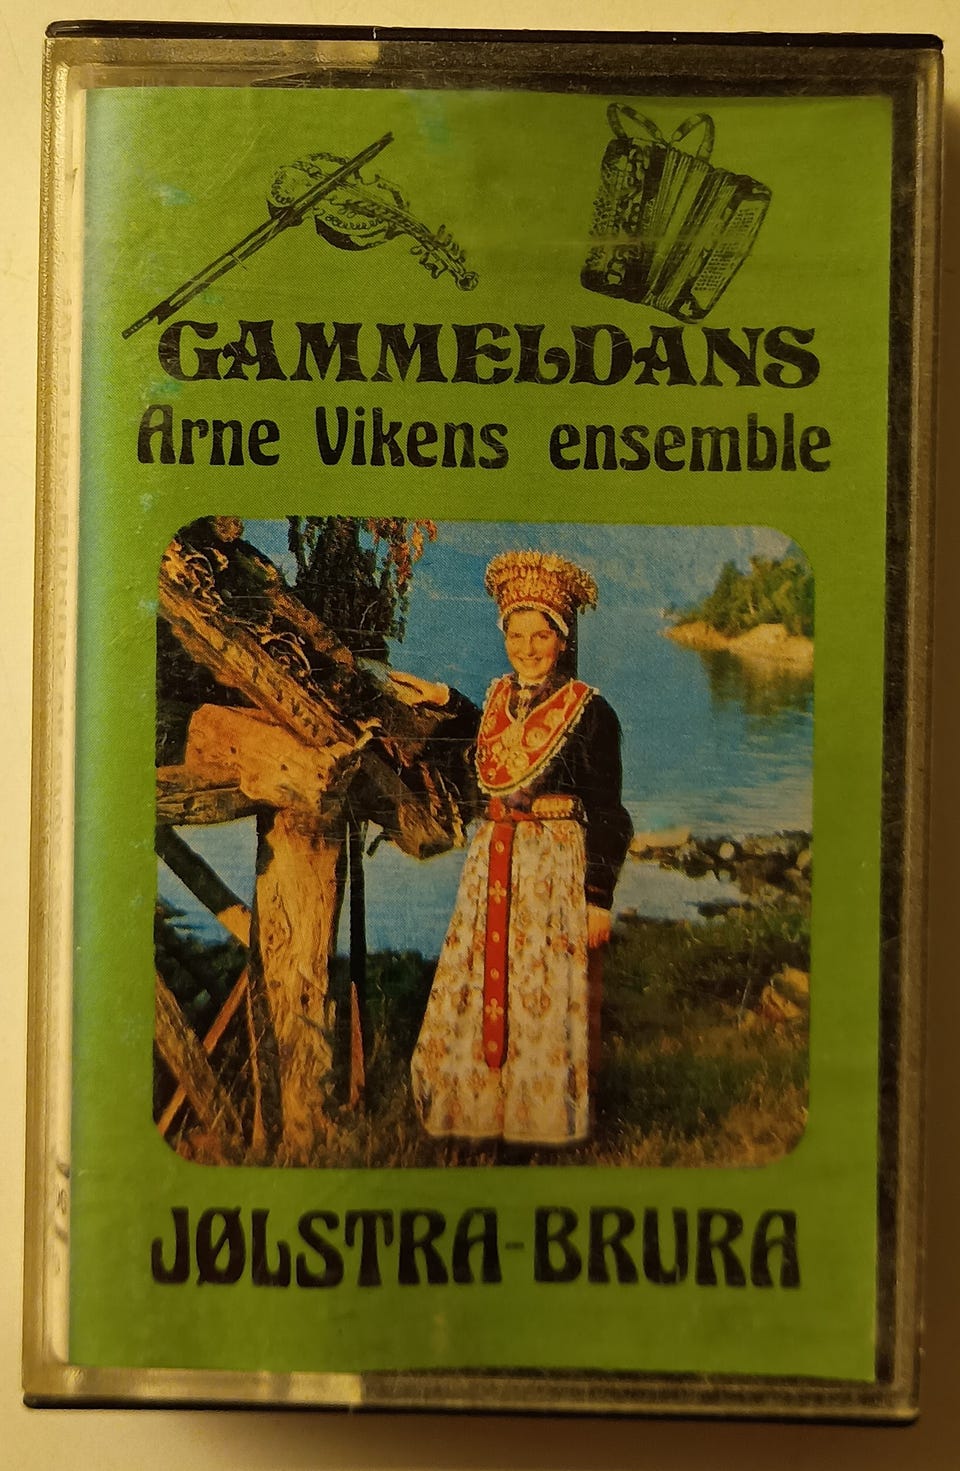 GAMMELDANS
Arne Vikens ensemble
JØLSTRA-BRURA